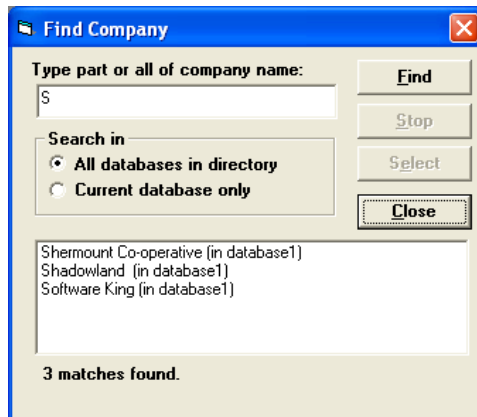 Find Company
Type part or all of company name:
S
Find
Stop
Search in
All databases in directory
Current database only
Select
Close
Shermount Co-operative (in database1)
Shadowland (in database1)
Software King (in database1)
3 matches found.